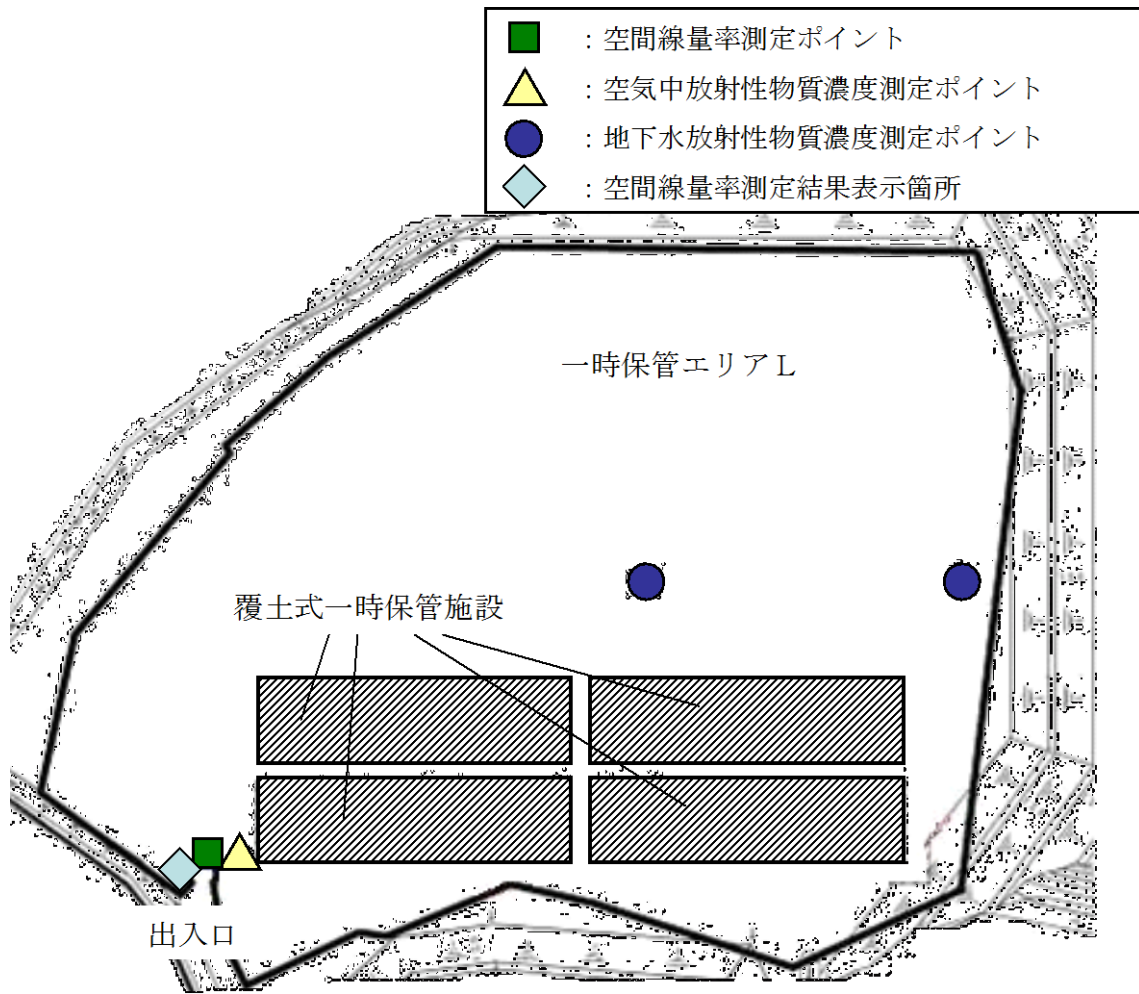 ：空間線量率測定ポイント
：空気中放射性物質濃度測定ポイント
：地下水放射性物質濃度測定ポイント
：空間線量率測定結果表示箇所
一時保管エリアＬ
覆土式一時保管施設
出入口